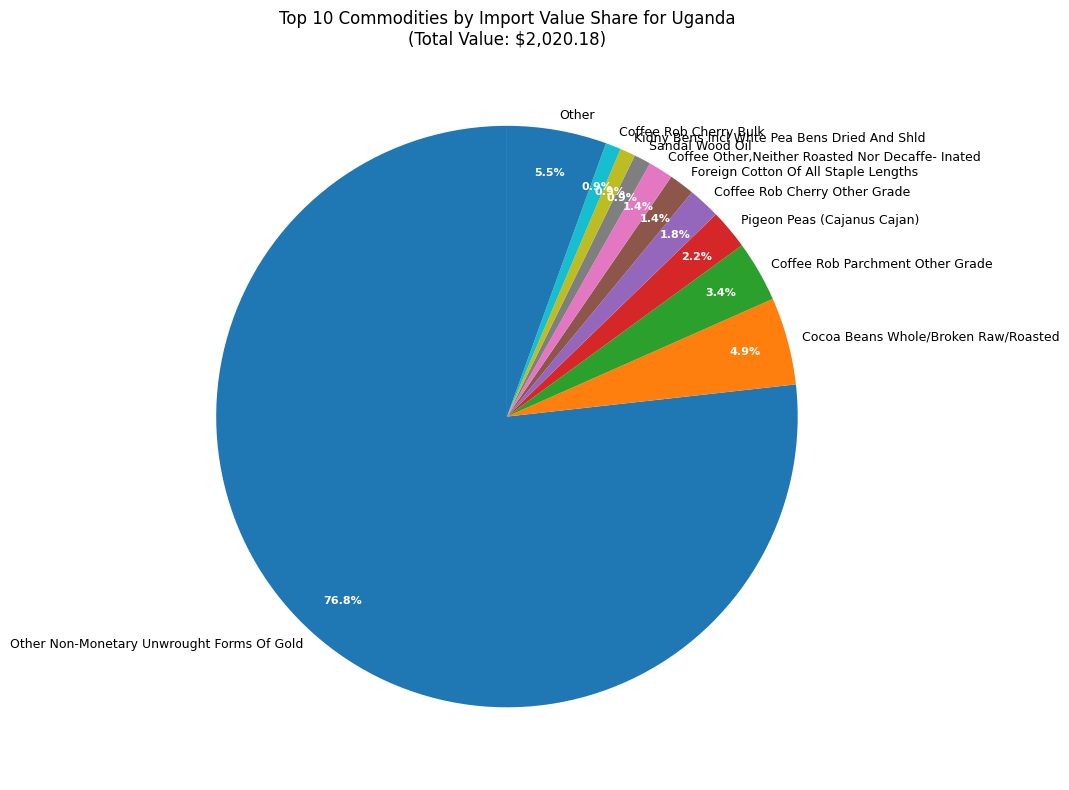 Top 10 Commodities by Import Value Share for Uganda
(Total Value: $2,020.18)
Other
Coffee Rob Cherry Bulk
Kidny Bens Incl Whte Pea Bens Dried And Shld
Sandal Wood Oil
Coffee Other,Neither Roasted Nor Decaffe- Inated
Foreign Cotton Of All Staple Lengths
Coffee Rob Cherry Other Grade
Pigeon Peas (Cajanus Cajan)
Coffee Rob Parchment Other Grade
Cocoa Beans Whole/Broken Raw/Roasted
Other Non-Monetary Unwrought Forms Of Gold
5.5%
0.9%
0.9%
0.9%
1.4%
1.4%
1.8%
2.2%
3.4%
4.9%
76.8%